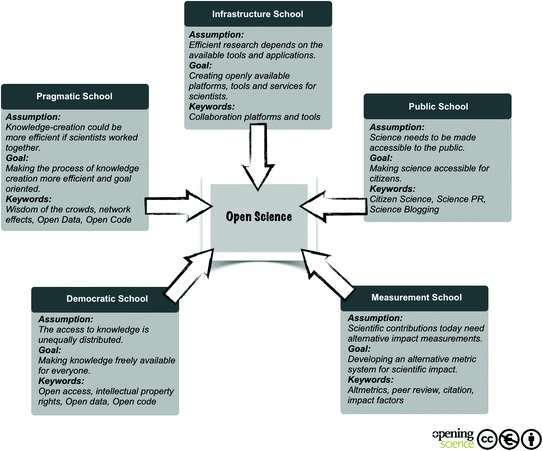 Infrastructure School
Assumption:
Efficient research depends on the
available tools and applications.
Goal:
Creating openly available
platforms, tools and services for
scientists.
Keywords:
Collaboration platforms and tools
Pragmatic School
Assumption:
Knowledge-creation could be
more efficient if scientists worked
together.
Goal:
Making the process of knowledge
creation more efficient and goal
oriented.
Keywords:
Wisdom of the crowds, network
effects, Open Data, Open Code
Public School
Assumption:
Science needs to be made
accessible to the public.
Goal:
Making science accessible for
citizens.
Keywords:
Citizen Science, Science PR,
Science Blogging
Open Science
Democratic School
Assumption:
The access to knowledge is
unequally distributed.
Goal:
Making knowledge freely available
for everyone.
Keywords:
Open access, intellectual property
rights, Open data, Open code
Measurement School
Assumption:
Scientific contributions today need
alternative impact measurements.
Goal:
Developing an alternative metric
system for scientific impact.
Keywords:
Altmetrics, peer review, citation,
impact factors
opening
science
cc